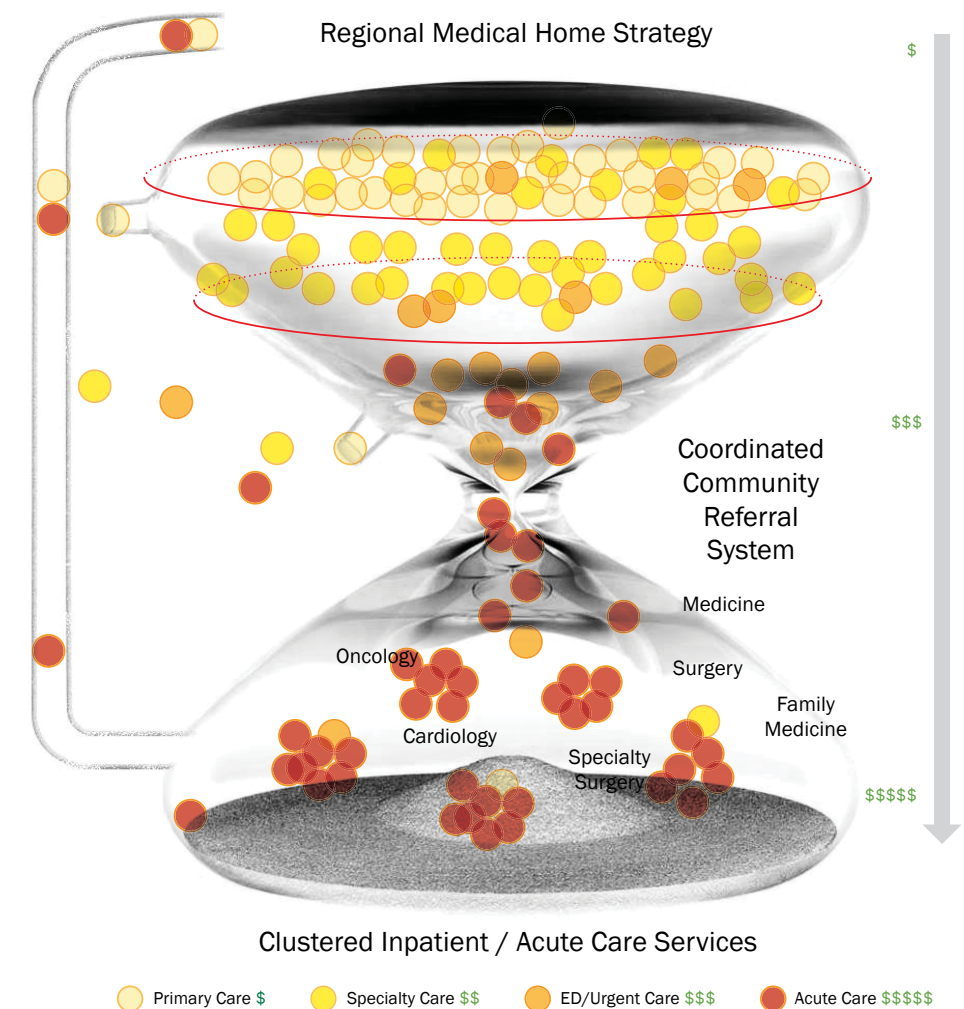 Regional Medical Home Strategy
$
$$$
Coordinated
Community
Referral
System
Medicine
Oncology
Surgery
Family
Medicine
Cardiology
Specialty
Surgery
$$$$$
Clustered Inpatient / Acute Care Services
Primary Care $
Specialty Care $$
ED/Urgent Care $$$
Acute Care $$$$$